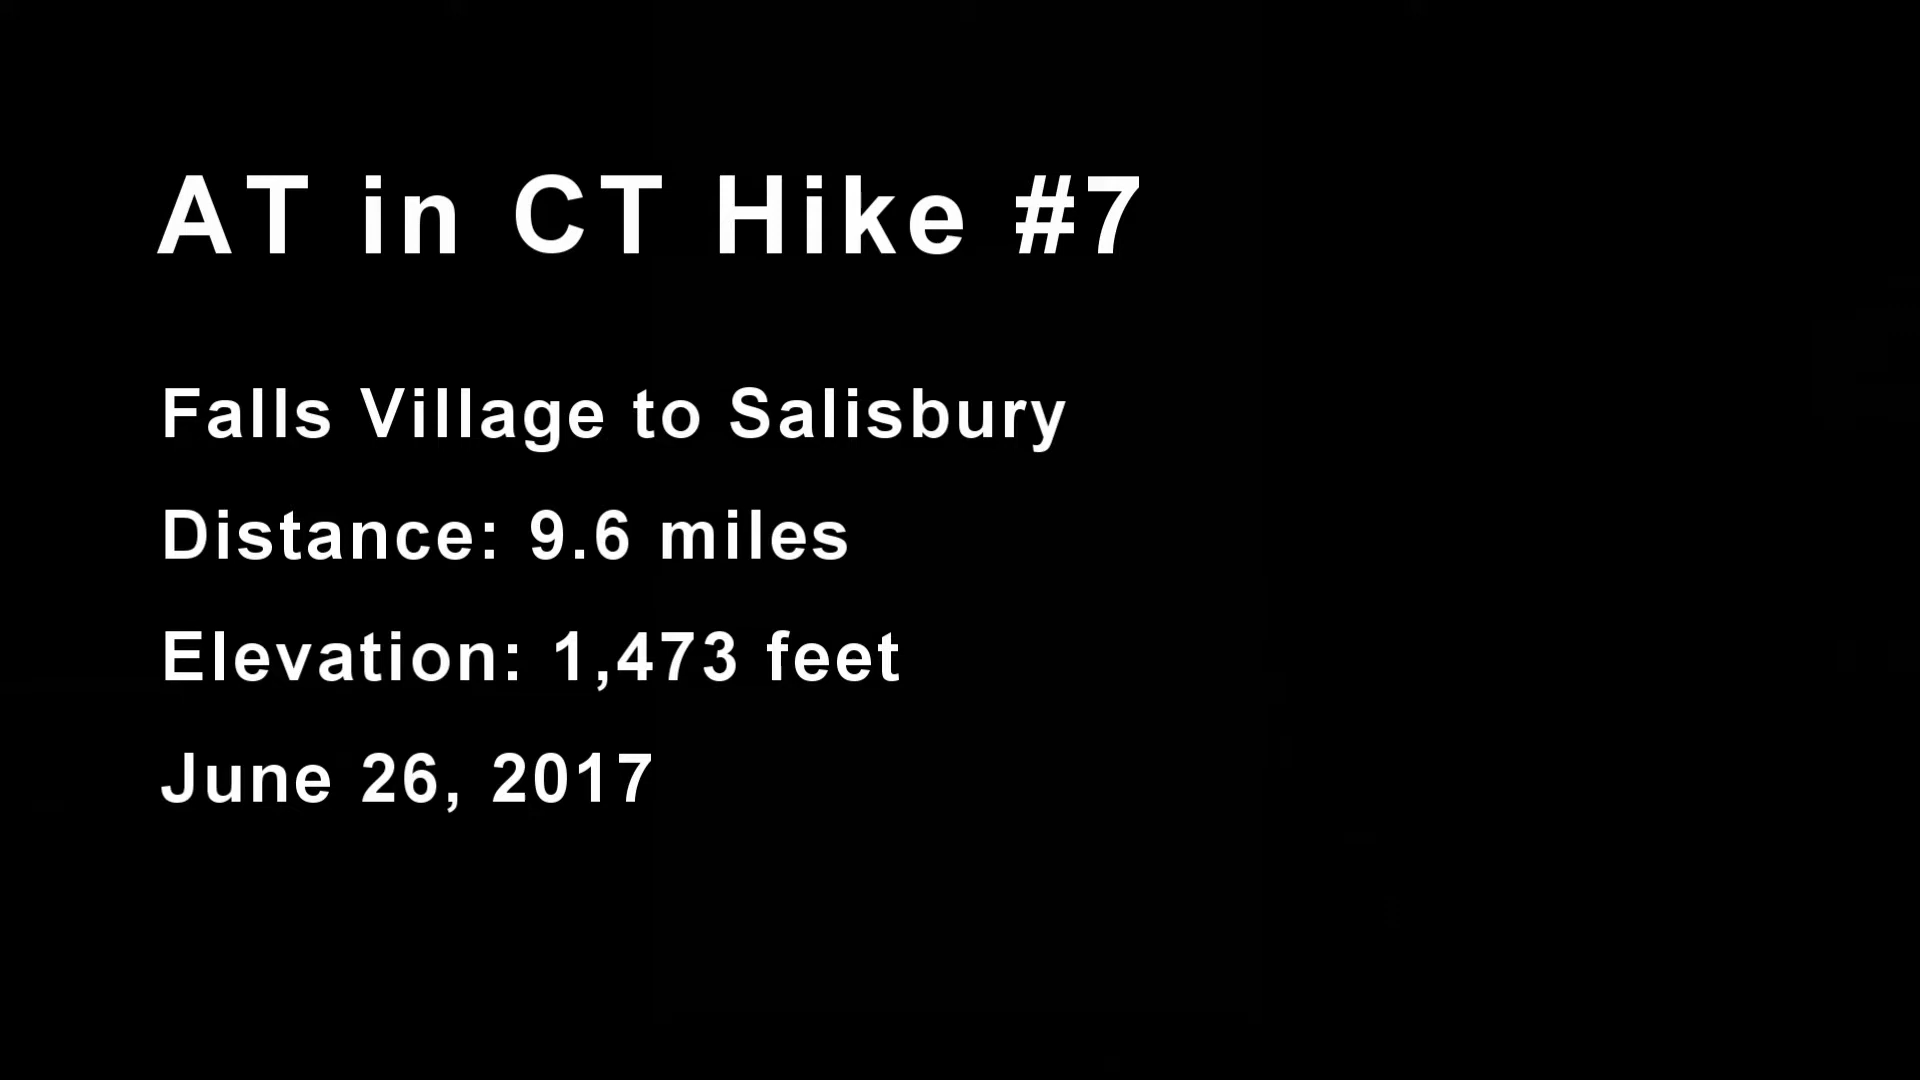 AT in CT Hike #7
Falls Village to Salisbury
Distance: 9.6 miles
Elevation: 1,473 feet
June 26, 2017